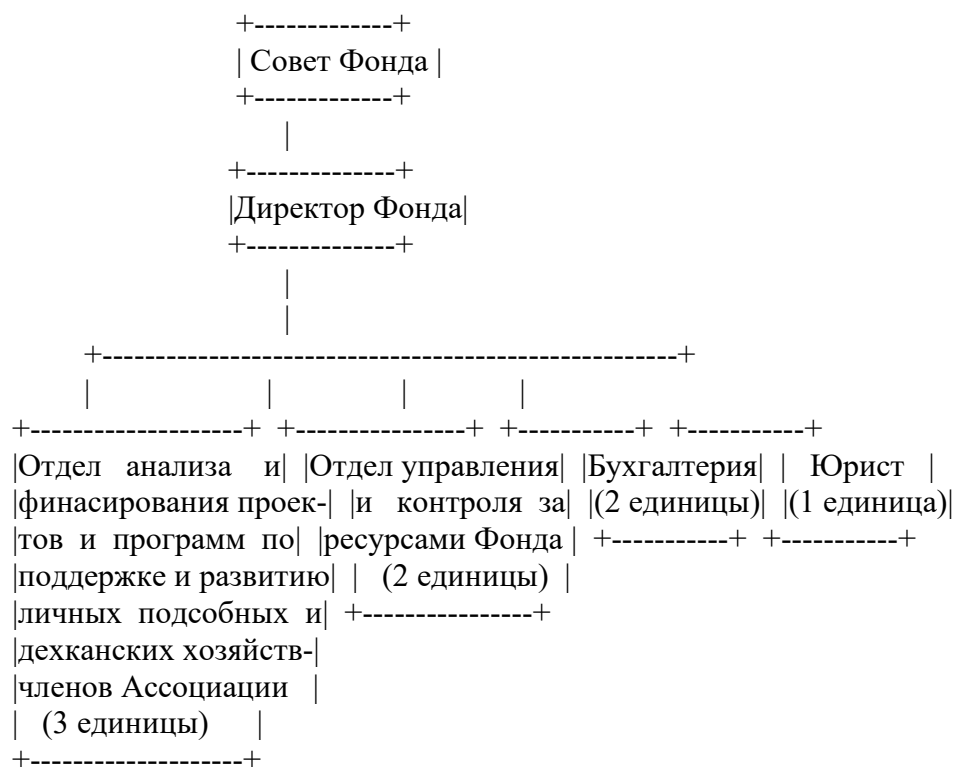 Совет Фонда
Директор Фонда
Отдел анализа и
финасирования проек-
тов и программ по
поддержке и развитию
личных подсобных и
дехканских хозяйств-
членов Ассоциации
(3 единицы)
Отдел управления
и контроля за
ресурсами Фонда
(2 единицы)
Бухгалтерия
(2 единицы)
Юрист
(1 единица)